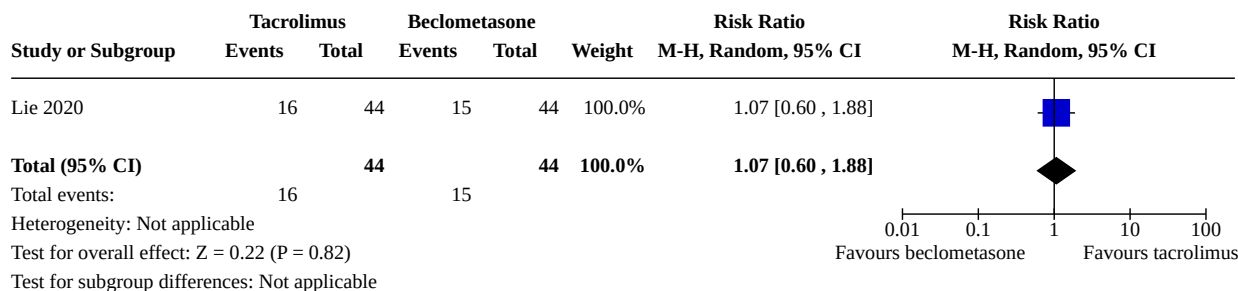 Tacrolimus Beclometasone Risk Ratio Risk Ratio
Study or Subgroup Events Total Events Total Weight M-H, Random, 95% CI M-H, Random, 95% CI
Lie 2020 16 44 15 44 100.0% 1.07 [0.60 , 1.88]
Total (95% CI) 44 44 100.0% 1.07 [0.60 , 1.88]
Total events: 16 15
Heterogeneity: Not applicable
0.01 0.1 1 10 100
Test for overall effect: Z = 0.22 (P = 0.82) Favours beclometasone Favours tacrolimus
Test for subgroup differences: Not applicable